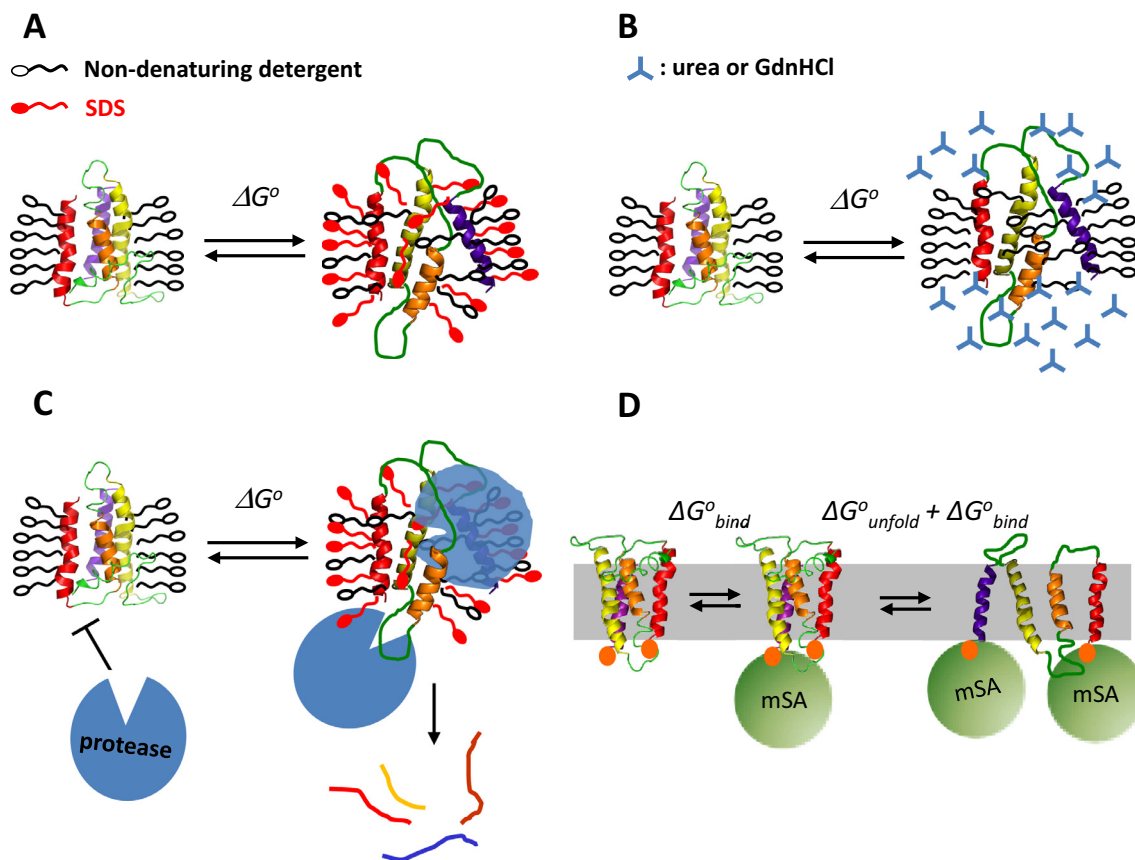 A
Non-denaturing detergent
SDS
ΔGº
B
: urea or GdnHCl
ΔGº
C
ΔGº
protease
D
ΔGºbind
ΔGºunfold + ΔGºbind
mSA
mSA
mSA